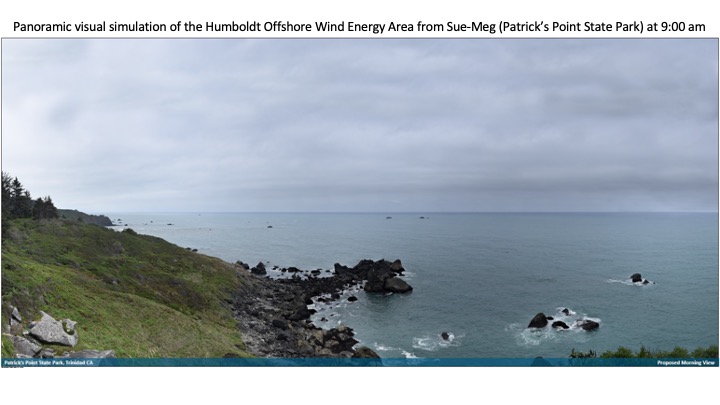 Panoramic visual simulation of the Humboldt Offshore Wind Energy Area from Sue-Meg (Patrick’s Point State Park) at 9:00 am
Patrick's Point State Park, Trinidad CA
Proposed Morning View